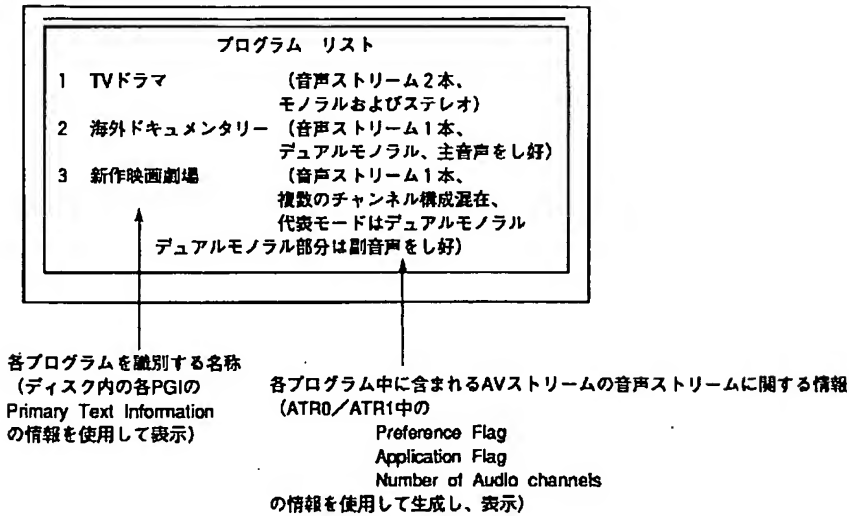 プログラム リスト
1 TVドラマ (音声ストリーム2本、
モノラルおよびステレオ)
2 海外ドキュメンタリー (音声ストリーム1本、
デュアルモノラル、主音声をし好)
3 新作映画劇場 (音声ストリーム1本、
複数のチャンネル構成混在、
代表モードはデュアルモノラル
デュアルモノラル部分は副音声をし好)
各プログラムを識別する名称
(ディスク内の各PGIの
Primary Text Information
の情報を使用して表示)
各プログラム中に含まれるAVストリームの音声ストリームに関する情報
(ATR0/ATR1中の
Preference Flag
Application Flag
Number of Audio channels
の情報を使用して生成し、表示)